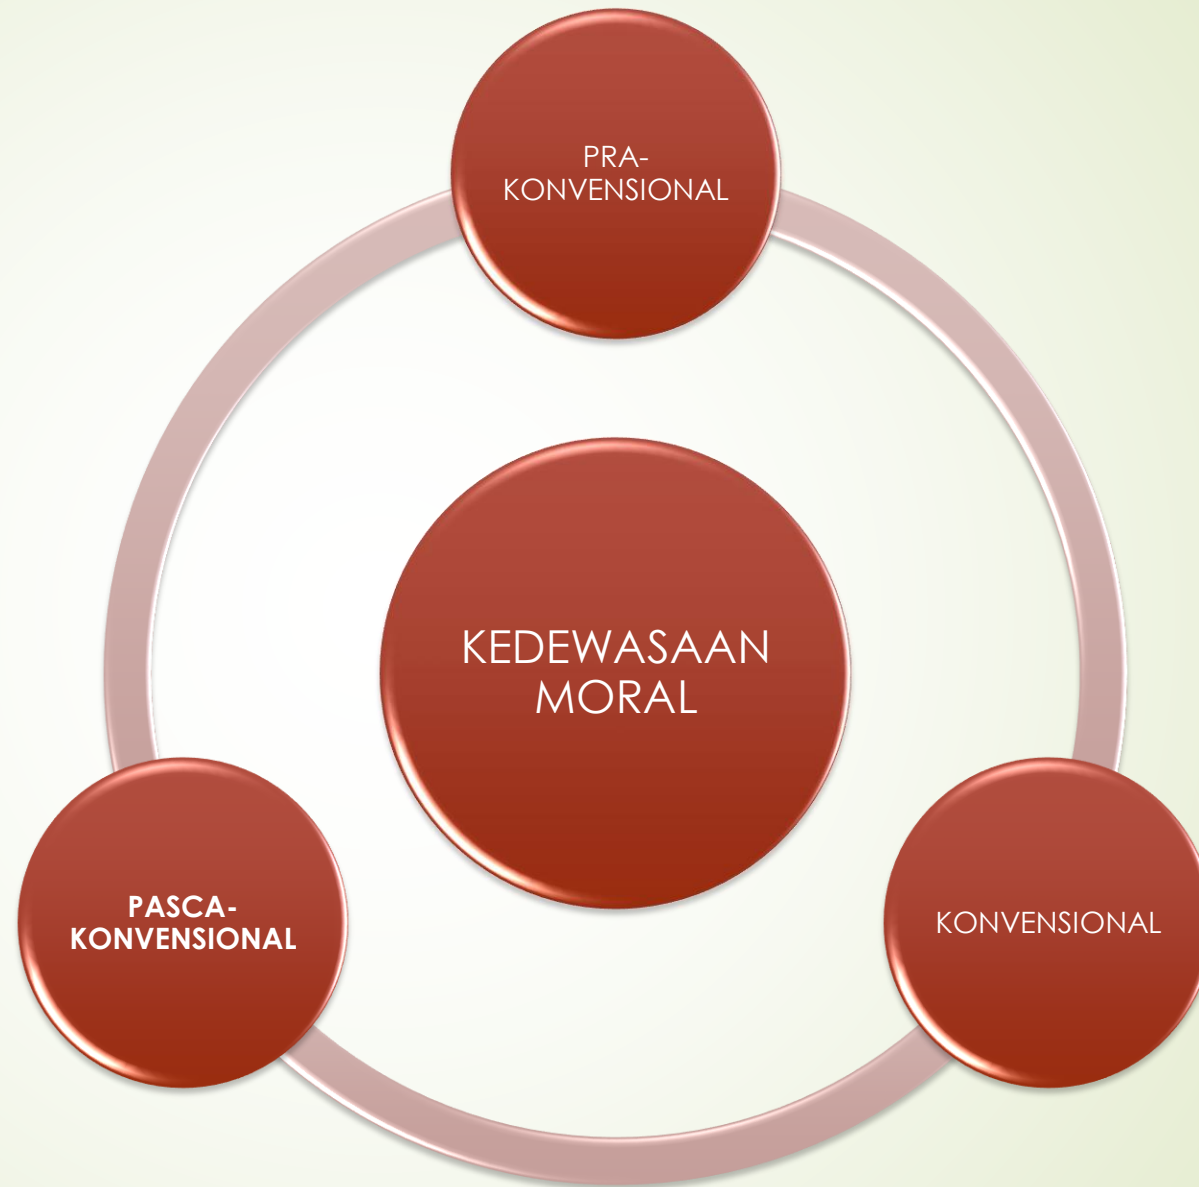 PRA-
KONVENSIONAL
KEDEWASAAN
MORAL
PASCA-
KONVENSIONAL
KONVENSIONAL